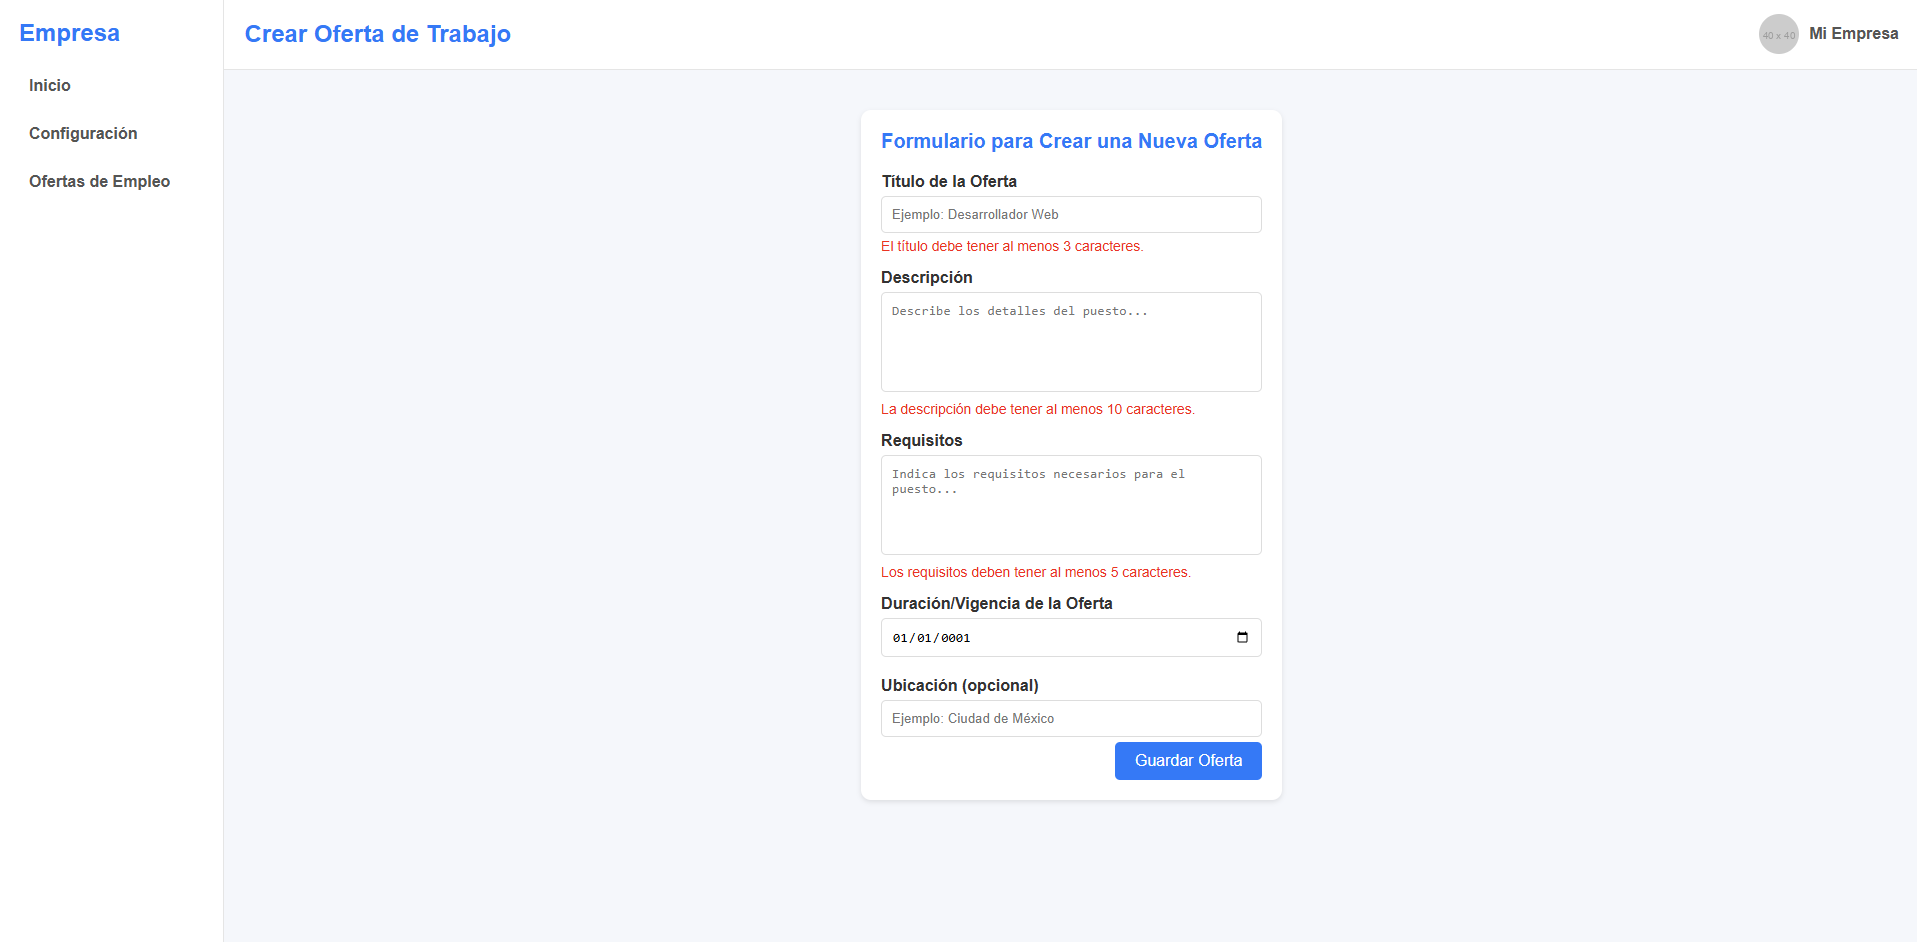 Empresa
Inicio
Configuración
Ofertas de Empleo
Crear Oferta de Trabajo
40 x 40
Mi Empresa
Formulario para Crear una Nueva Oferta
Título de la Oferta
Ejemplo: Desarrollador Web
El título debe tener al menos 3 caracteres.
Descripción
Describe los detalles del puesto...
La descripción debe tener al menos 10 caracteres.
Requisitos
Indica los requisitos necesarios para el
puesto...
Los requisitos deben tener al menos 5 caracteres.
Duración/Vigencia de la Oferta
01/01/0001
Ubicación (opcional)
Ejemplo: Ciudad de México
Guardar Oferta